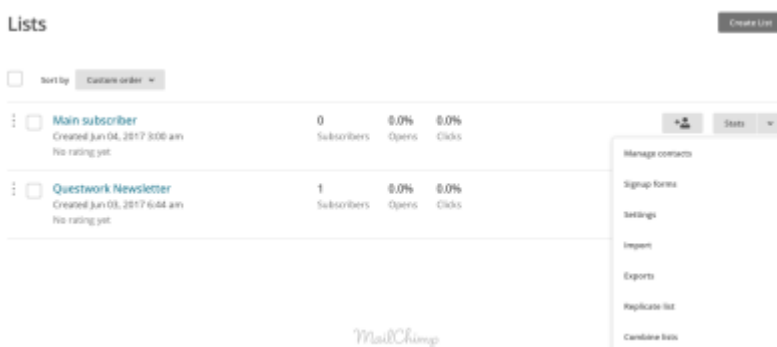 Lists
Create List
Sort by Custom order
Main subscriber 0 0.0% 0.0%
Created Jun 04, 2017 3:00 am Subscribers Opens Clicks
No rating yet
Stats
Manage contacts
Signup forms
Questwork Newsletter 1 0.0% 0.0%
Created Jun 03, 2017 6:44 am Subscribers Opens Clicks
No rating yet
Settings
Import
Exports
Replicate list
Combine lists
MailChimp